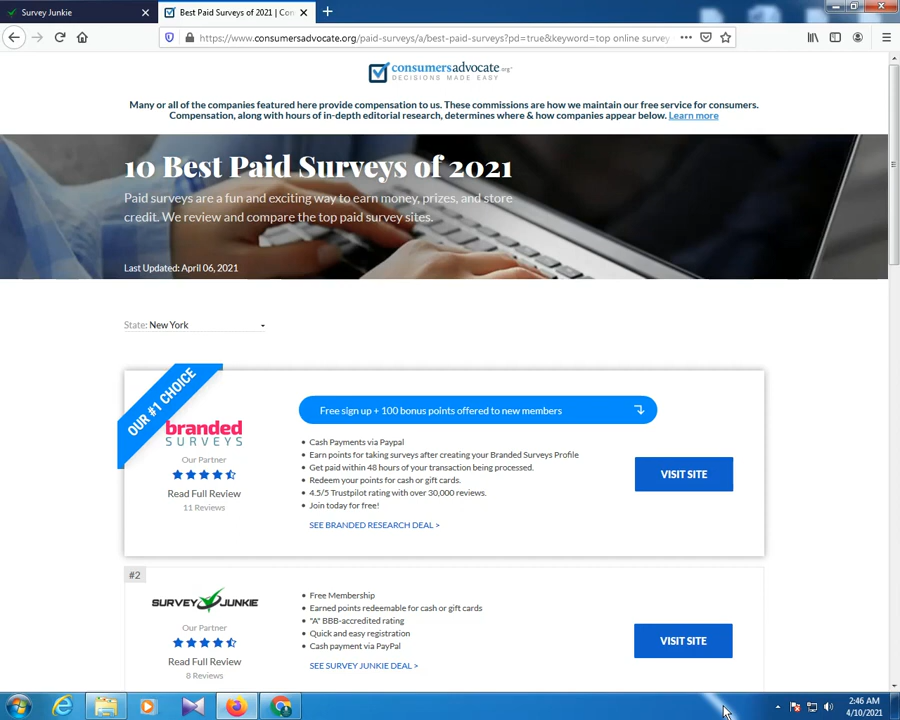 Survey Junkie
Best Paid Surveys of 2021 | Con
https://www.consumersadvocate.org/paid-surveys/a/best-paid-surveys?pd=true&keyword=top online survey
consumersadvocate.org
DECISIONS MADE EASY
Many or all of the companies featured here provide compensation to us. These commissions are how we maintain our free service for consumers.
Compensation, along with hours of in-depth editorial research, determines where & how companies appear below. Learn more
10 Best Paid Surveys of 2021
Paid surveys are a fun and exciting way to earn money, prizes, and store
credit. We review and compare the top paid survey sites.
Last Updated: April 06, 2021
State: New York
OUR #1 CHOICE
branded
SURVEYS
Our Partner
Read Full Review
11 Reviews
Free sign up + 100 bonus points offered to new members
• Cash Payments via Paypal
• Earn points for taking surveys after creating your Branded Surveys Profile
• Get paid within 48 hours of your transaction being processed.
• Redeem your points for cash or gift cards.
• 4.5/5 Trustpilot rating with over 30,000 reviews.
• Join today for free!
SEE BRANDED RESEARCH DEAL >
VISIT SITE
#2
SURVEY JUNKIE
Our Partner
Read Full Review
8 Reviews
• Free Membership
• Earned points redeemable for cash or gift cards
• "A" BBB-accredited rating
• Quick and easy registration
• Cash payment via PayPal
SEE SURVEY JUNKIE DEAL >
VISIT SITE
2:46 AM
4/10/2021